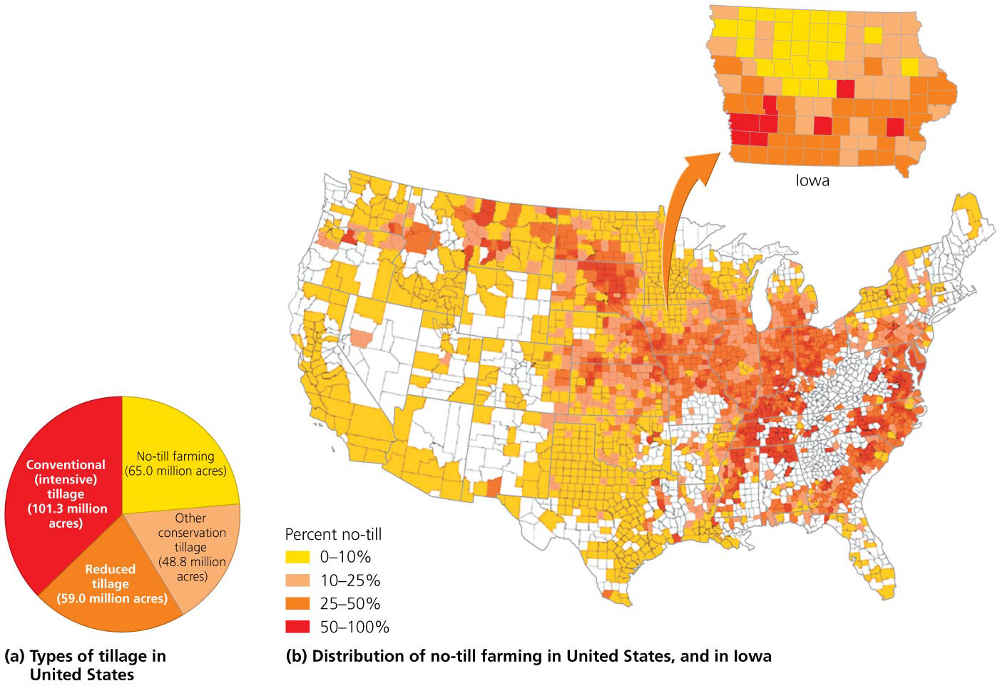 Iowa
No-till farming
(65.0 million acres)
Conventional
(intensive)
tillage
(101.3 million
acres)
Other
conservation
tillage
(48.8 million
acres)
Reduced
tillage
(59.0 million acres)
Percent no-till
0–10%
10–25%
25–50%
50–100%
(a) Types of tillage in
United States
(b) Distribution of no-till farming in United States, and in Iowa